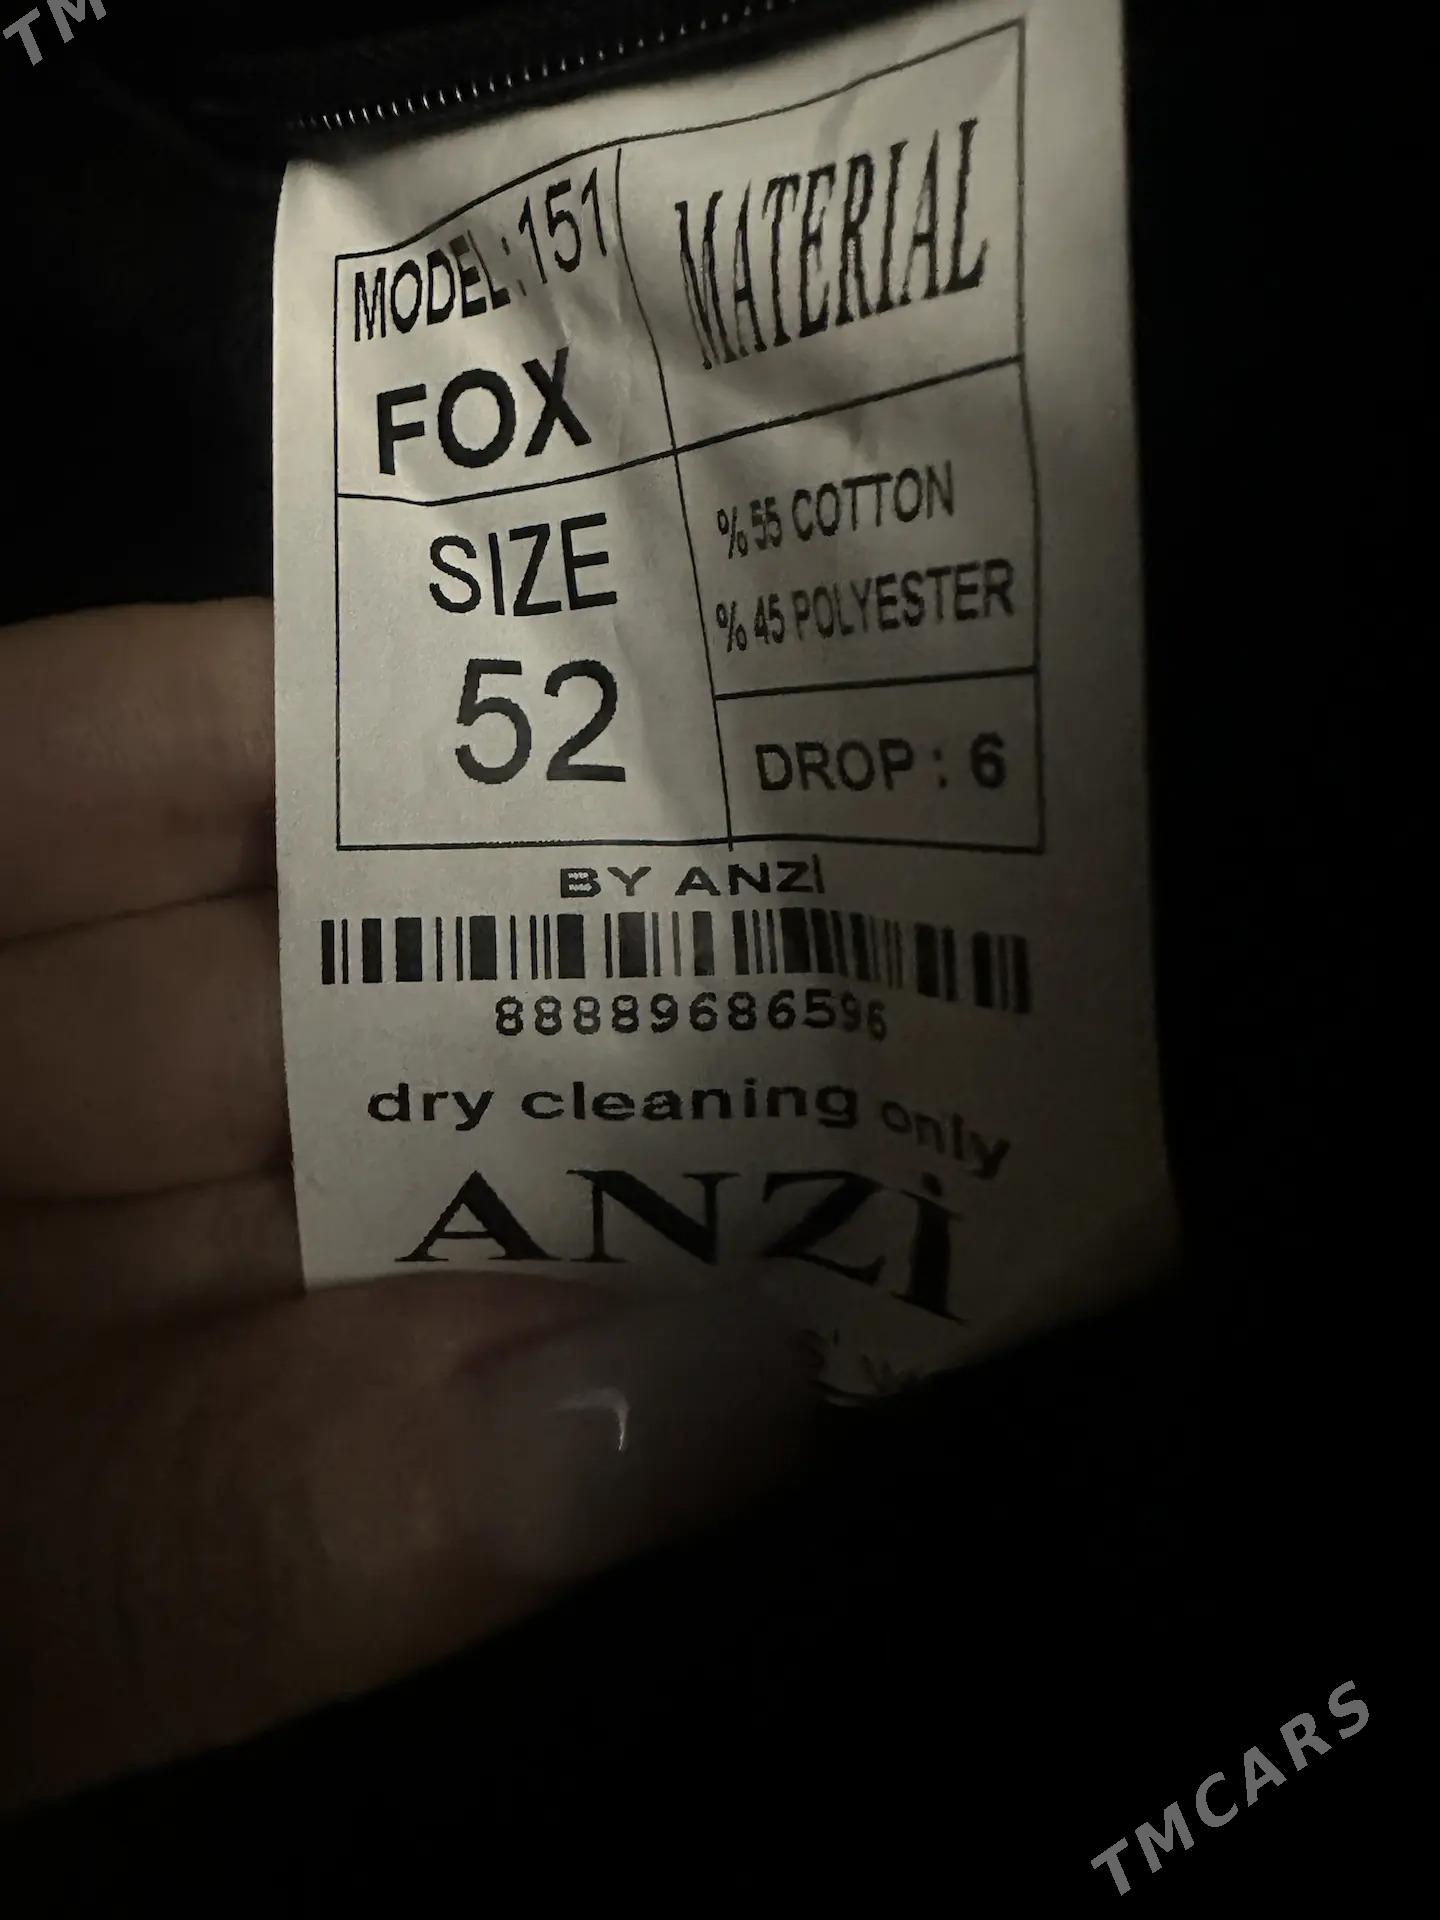 MODEL: 151
FOX
MATERIAL
SIZE
52
%55 COTTON
%45 POLYESTER
DROP : 6
BY ANZİ
88889686596
dry cleaning only
ANZi
TMCARS